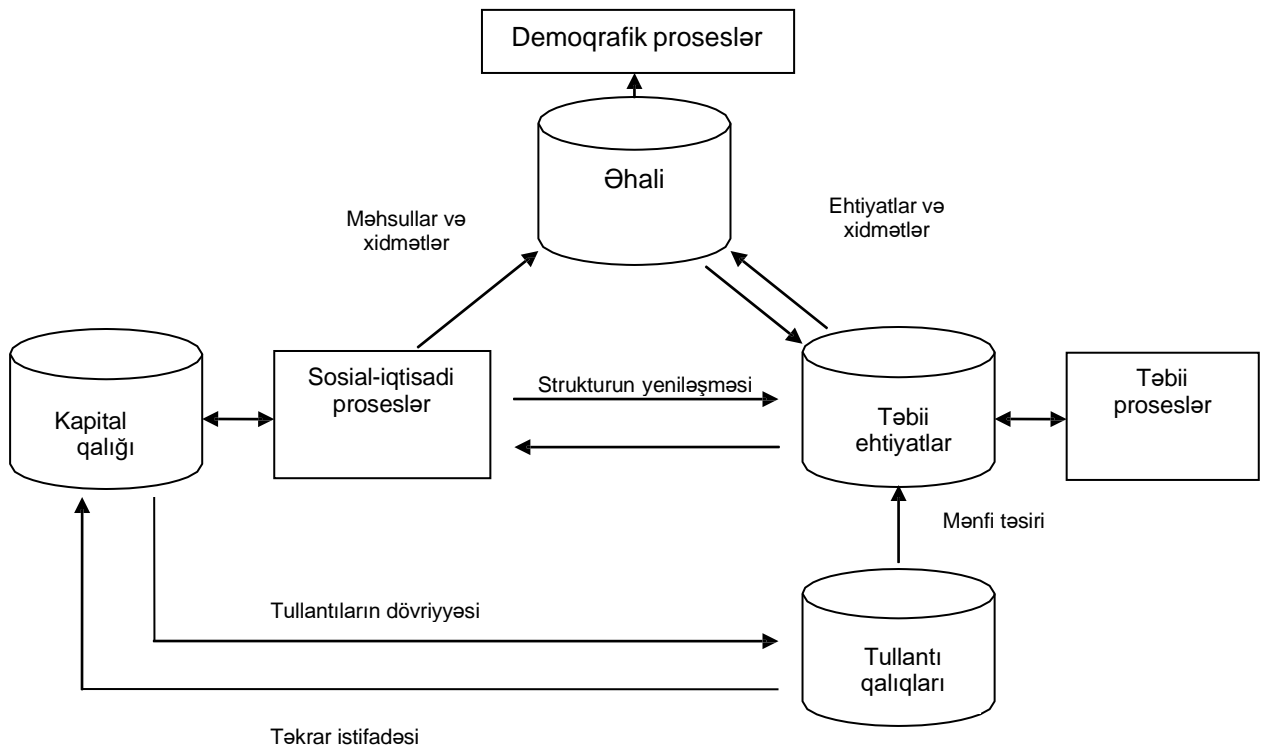 Demoqrafik proseslər
Əhali
Məhsullar və
xidmətlər
Ehtiyatlar və
xidmətlər
Kapital
qalığı
Sosial-iqtisadi
proseslər
Strukturun yeniləşməsi
Təbii
ehtiyatlar
Təbii
proseslər
Mənfi təsiri
Tullantıların dövriyyəsi
Tullantı
qalıqları
Təkrar istifadəsi